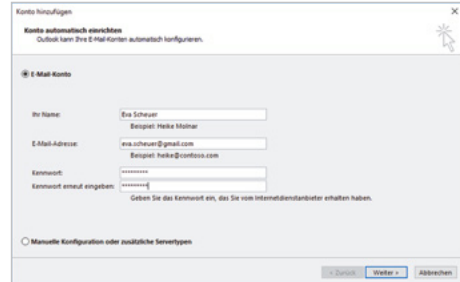 Konto hinzufügen
Konto automatisch einrichten
Outlook kann Ihre E-Mail-Konten automatisch konfigurieren.
E-Mail-Konto
Ihr Name: Eva Scheuer
Beispiel: Heike Molnar
E-Mail-Adresse: eva.scheuer@gmail.com
Beispiel: heike@contoso.com
Kennwort: *********
Kennwort erneut eingeben: *********
Geben Sie das Kennwort ein, das Sie vom Internetdienstanbieter erhalten haben.
Manuelle Konfiguration oder zusätzliche Servertypen
< Zurück Weiter > Abbrechen